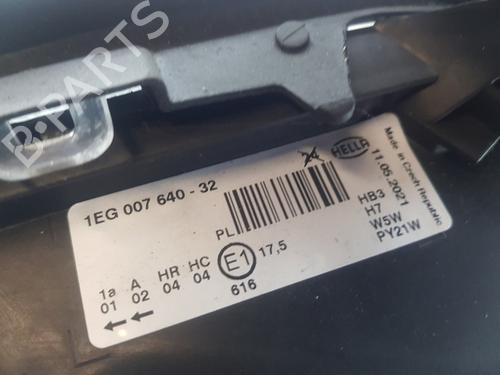 B-PARTS
1EG 007 640 - 32
PL
HELLA
11.05.2021
Made in Czech Republic
HB3
H7
W5W
PY21W
1a A HR HC
01 02 04 04
E1
17,5
616